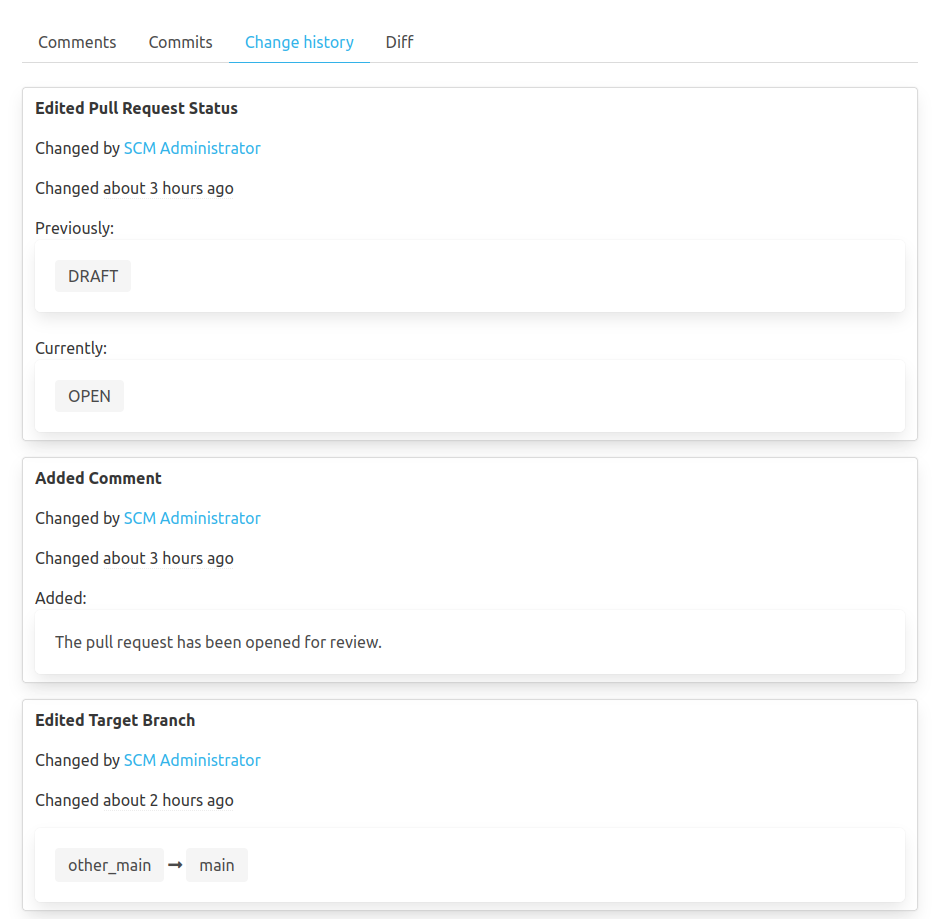 Comments Commits Change history Diff
Edited Pull Request Status
Changed by SCM Administrator
Changed about 3 hours ago
Previously:
DRAFT
Currently:
OPEN
Added Comment
Changed by SCM Administrator
Changed about 3 hours ago
Added:
The pull request has been opened for review.
Edited Target Branch
Changed by SCM Administrator
Changed about 2 hours ago
other_main → main